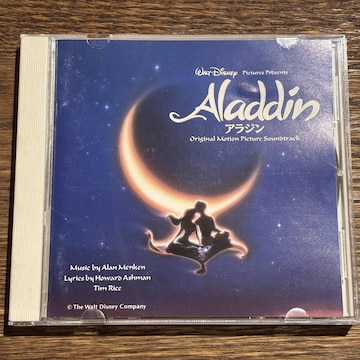 Walt Disney Pictures Presents
Aladdin
アラジン
Original Motion Picture Soundtrack
Music by Alan Menken
Lyrics by Howard Ashman
Tim Rice
© The Walt Disney Company